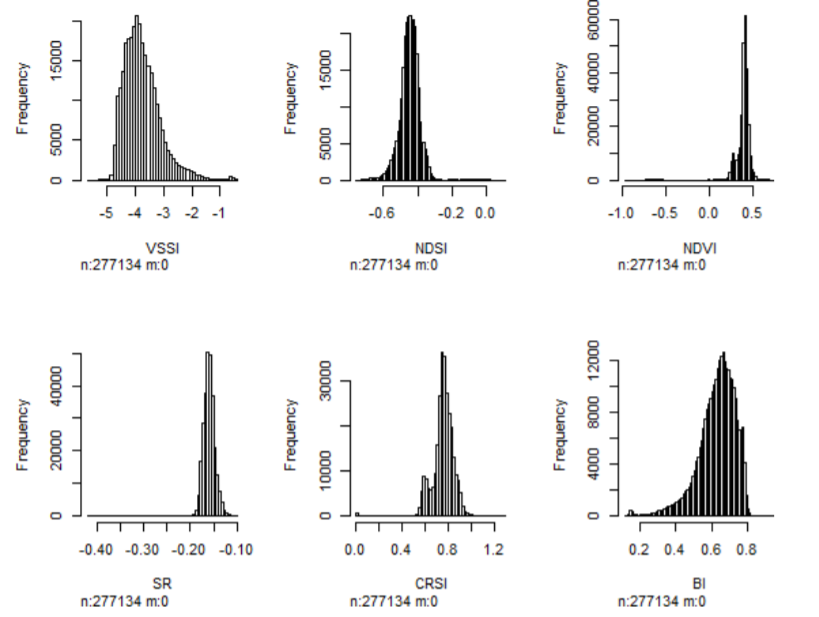 Frequency
15000
5000
0
-5 -4 -3 -2 -1
VSSI
n:277134 m:0
Frequency
15000
5000
0
-0.6 -0.2 0.0
NDSI
n:277134 m:0
Frequency
60000
40000
20000
0
-1.0 -0.5 0.0 0.5
NDVI
n:277134 m:0
Frequency
40000
20000
0
-0.40 -0.30 -0.20 -0.10
SR
n:277134 m:0
Frequency
30000
10000
0
0.0 0.4 0.8 1.2
CRSI
n:277134 m:0
Frequency
12000
8000
4000
0
0.2 0.4 0.6 0.8
BI
n:277134 m:0